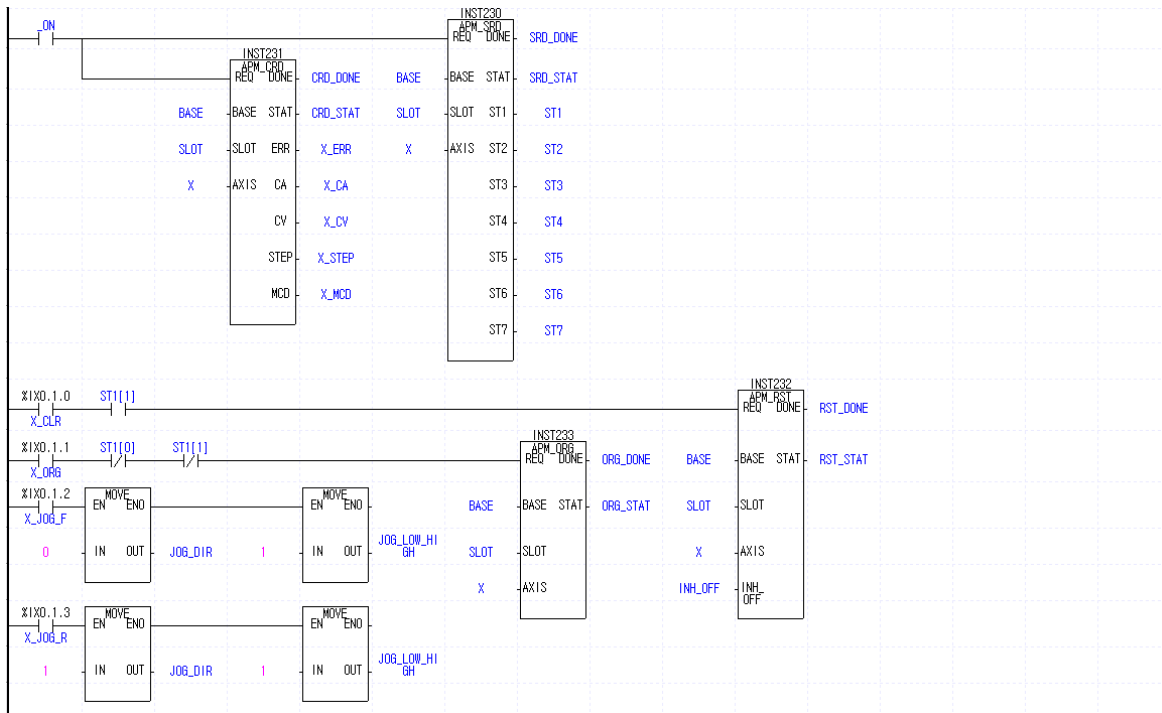 _ON
INST230
APM_SRD
REQ DONE SRD_DONE
INST231
APM_CRD
REQ DONE CRD_DONE BASE BASE STAT SRD_STAT
BASE BASE STAT CRD_STAT SLOT SLOT ST1 ST1
SLOT SLOT ERR X_ERR X AXIS ST2 ST2
X AXIS CA X_CA ST3 ST3
CV X_CV ST4 ST4
STEP X_STEP ST5 ST5
MCD X_MCD ST6 ST6
ST7 ST7
INST232
%IX0.1.0 ST1[1] APM_RST
REQ DONE RST_DONE
X_CLR
INST233
%IX0.1.1 ST1[0] ST1[1] APM_ORG
REQ DONE ORG_DONE BASE BASE STAT RST_STAT
X_ORG
%IX0.1.2 MOVE MOVE
EN ENO EN ENO BASE BASE STAT ORG_STAT SLOT SLOT
X_JOG_F
0 IN OUT JOG_DIR 1 IN OUT JOG_LOW_HI
GH SLOT SLOT X AXIS
X AXIS INH_OFF INH_
OFF
%IX0.1.3 MOVE MOVE
EN ENO EN ENO
X_JOG_R
1 IN OUT JOG_DIR 1 IN OUT JOG_LOW_HI
GH